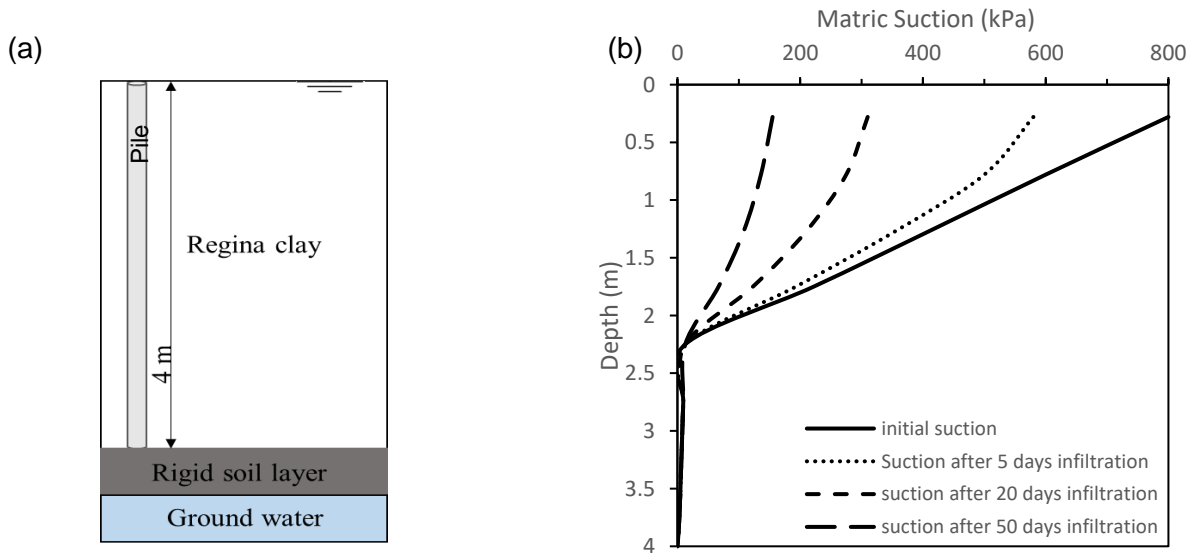 (a)
Pile
Regina clay
4 m
Rigid soil layer
Ground water
(b)
Matric Suction (kPa)
0 200 400 600 800
0
0.5
1
1.5
2
2.5
3
3.5
4
Depth (m)
initial suction
Suction after 5 days infiltration
suction after 20 days infiltration
suction after 50 days infiltration